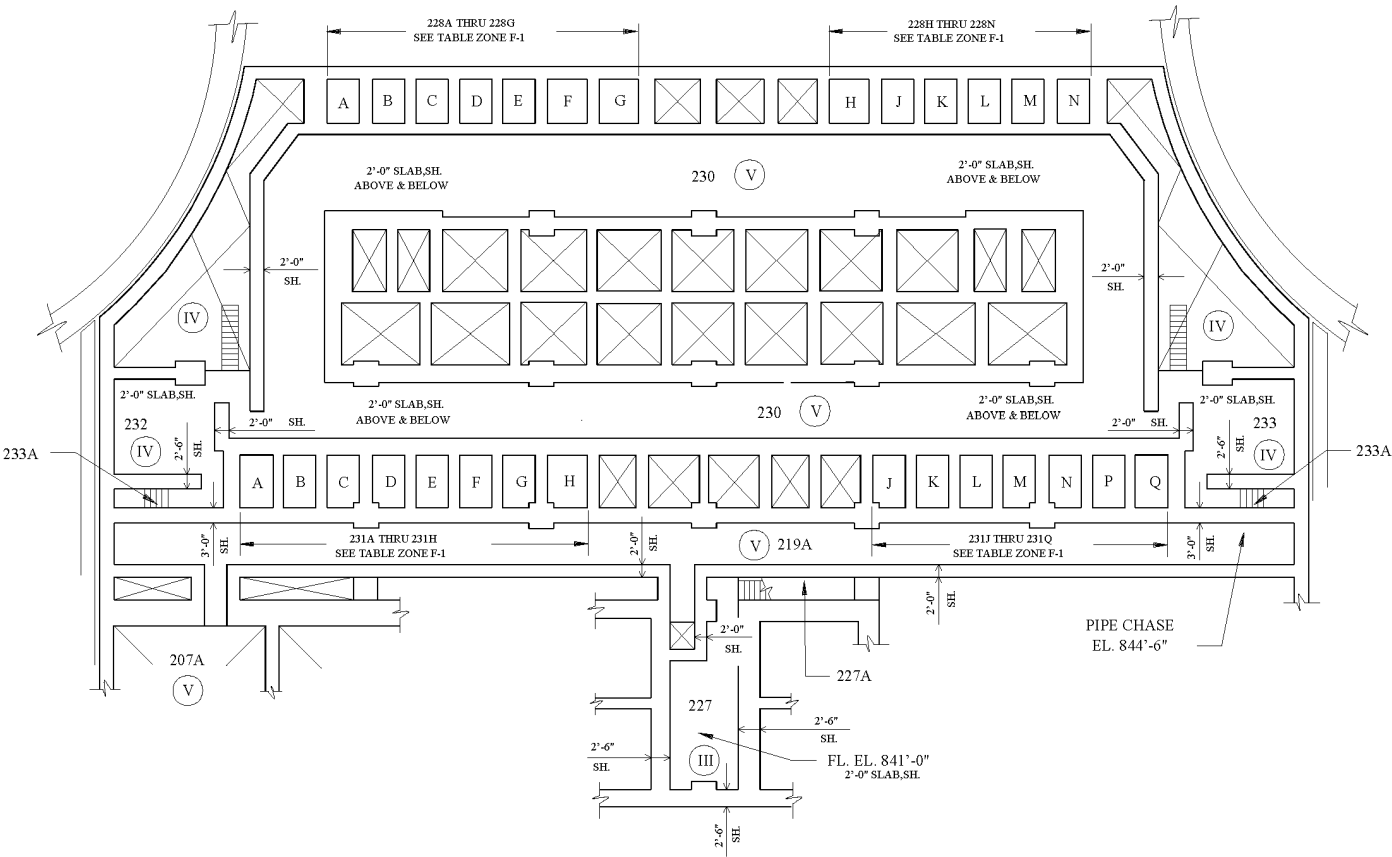 228A THRU 228G
SEE TABLE ZONE F-1
228H THRU 228N
SEE TABLE ZONE F-1
A B C D E F G H J K L M N
2'-0" SLAB,SH.
ABOVE & BELOW
230 V
2'-0" SLAB,SH.
ABOVE & BELOW
2'-0"
SH.
2'-0"
SH.
IV
IV
2'-0" SLAB,SH.
2'-0" SLAB,SH.
ABOVE & BELOW
230 V
2'-0" SLAB,SH.
ABOVE & BELOW
2'-0" SLAB,SH.
232
IV
2'-0" SH.
2'-0" SH.
233
IV
233A
2'-6"
SH.
2'-6"
SH.
233A
A B C D E F G H J K L M N P Q
3'-0"
SH.
231A THRU 231H
SEE TABLE ZONE F-1
2'-0"
SH.
V 219A
231J THRU 231Q
SEE TABLE ZONE F-1
3'-0"
SH.
2'-0"
SH.
PIPE CHASE
EL. 844'-6"
2'-0"
SH.
207A
V
227A
227
2'-6"
SH.
2'-6"
SH.
III
FL. EL. 841'-0"
2'-0" SLAB,SH.
2'-6"
SH.